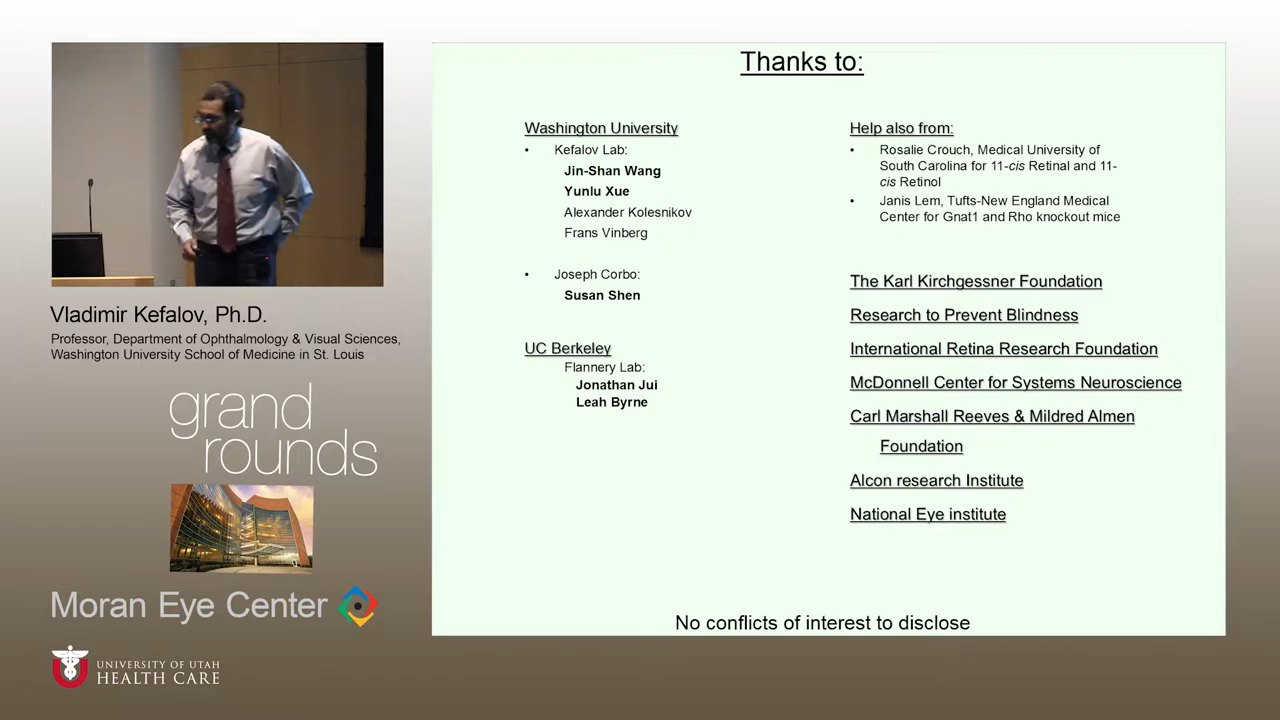 Thanks to:
Washington University
• Kefalov Lab:
Jin-Shan Wang
Yunlu Xue
Alexander Kolesnikov
Frans Vinberg
• Joseph Corbo:
Susan Shen
UC Berkeley
Flannery Lab:
Jonathan Jui
Leah Byrne
Help also from:
• Rosalie Crouch, Medical University of
South Carolina for 11-cis Retinal and 11-
cis Retinol
• Janis Lem, Tufts-New England Medical
Center for Gnat1 and Rho knockout mice
The Karl Kirchgessner Foundation
Research to Prevent Blindness
International Retina Research Foundation
McDonnell Center for Systems Neuroscience
Carl Marshall Reeves & Mildred Almen
Foundation
Alcon research Institute
National Eye institute
No conflicts of interest to disclose
Vladimir Kefalov, Ph.D.
Professor, Department of Ophthalmology & Visual Sciences,
Washington University School of Medicine in St. Louis
grand
rounds
Moran Eye Center
UNIVERSITY OF UTAH
HEALTH CARE